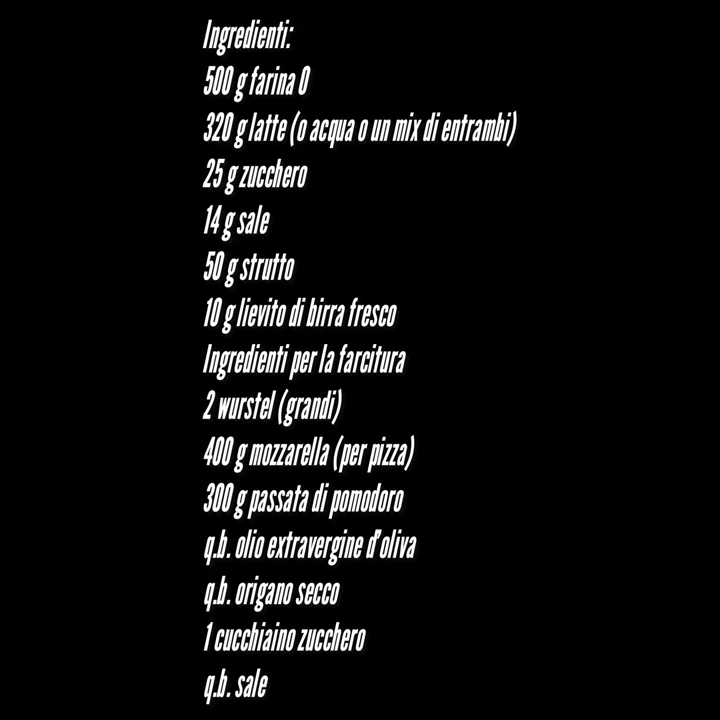 Ingredienti:
500 g farina 0
320 g latte (o acqua o un mix di entrambi)
25 g zucchero
14 g sale
50 g strutto
10 g lievito di birra fresco
Ingredienti per la farcitura
2 wurstel (grandi)
400 g mozzarella (per pizza)
300 g passata di pomodoro
q.b. olio extravergine d'oliva
q.b. origano secco
1 cucchiaino zucchero
q.b. sale